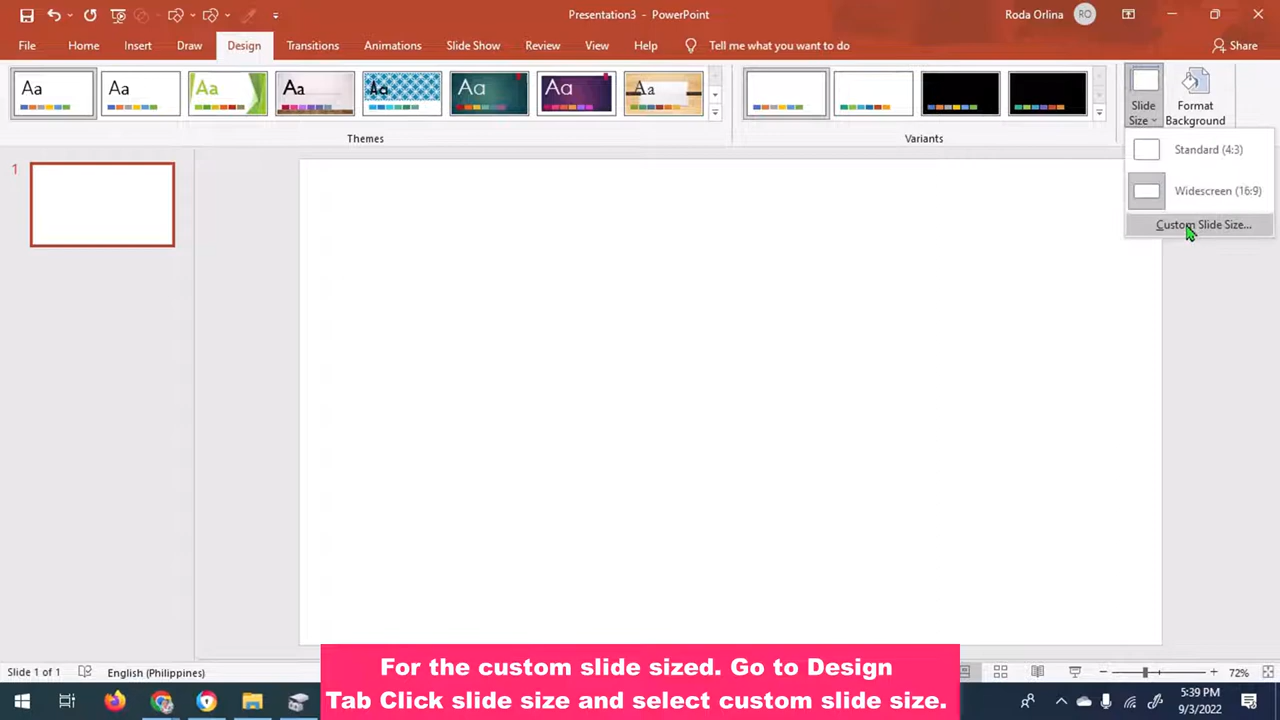 Presentation3 - PowerPoint
Roda Orlina RO
File Home Insert Draw Design Transitions Animations Slide Show Review View Help Tell me what you want to do Share
Aa Aa Aa Aa Aa Aa Aa Aa
Slide Size
Format Background
Themes
Variants
Standard (4:3)
Widescreen (16:9)
Custom Slide Size...
1
For the custom slide sized. Go to Design
Tab Click slide size and select custom slide size.
Slide 1 of 1 English (Philippines) 72%
5:39 PM
9/3/2022